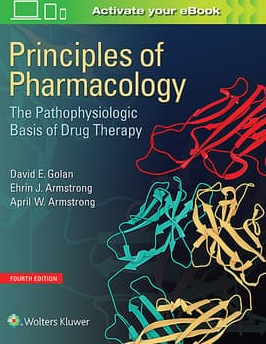 Activate your eBook
Principles of
Pharmacology
The Pathophysiologic
Basis of Drug Therapy
David E. Golan
Ehrin J. Armstrong
April W. Armstrong
FOURTH EDITION
Wolters Kluwer